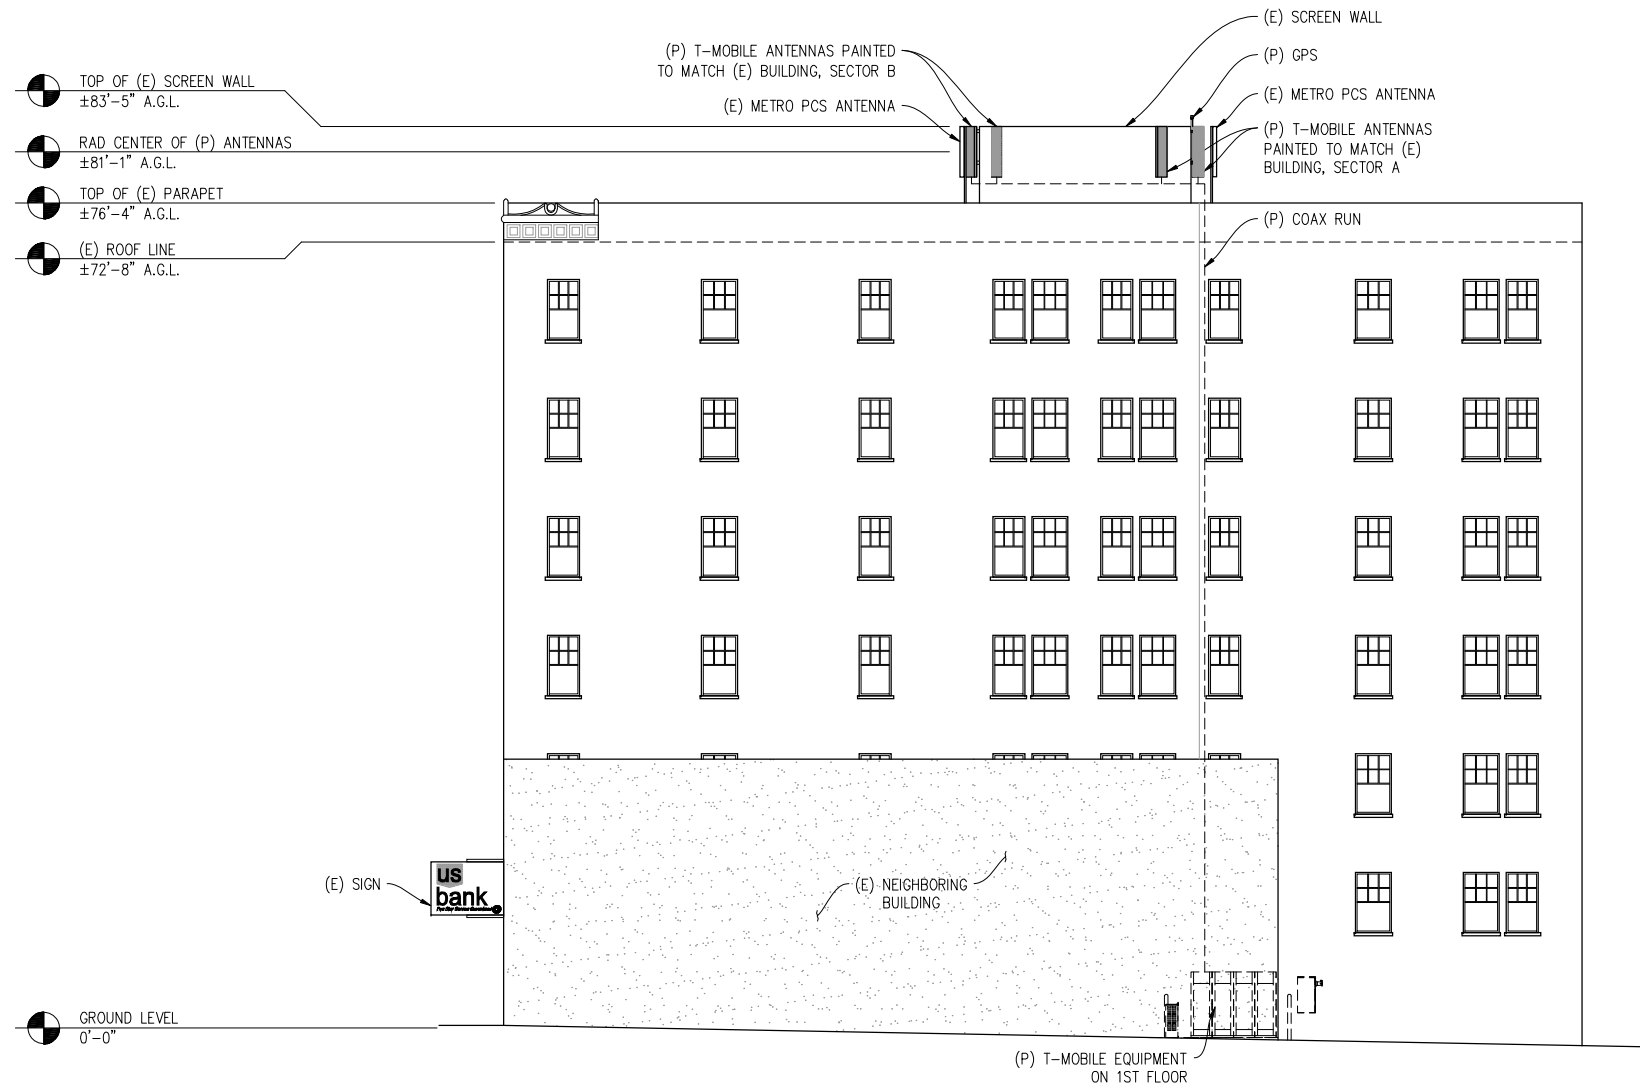 (E) SCREEN WALL
(P) T-MOBILE ANTENNAS PAINTED
TO MATCH (E) BUILDING, SECTOR B
(P) GPS
TOP OF (E) SCREEN WALL
±83'-5" A.G.L.
(E) METRO PCS ANTENNA
(E) METRO PCS ANTENNA
RAD CENTER OF (P) ANTENNAS
±81'-1" A.G.L.
(P) T-MOBILE ANTENNAS
PAINTED TO MATCH (E)
BUILDING, SECTOR A
TOP OF (E) PARAPET
±76'-4" A.G.L.
(P) COAX RUN
(E) ROOF LINE
±72'-8" A.G.L.
(E) SIGN
us
bank
(E) NEIGHBORING
BUILDING
GROUND LEVEL
0'-0"
(P) T-MOBILE EQUIPMENT
ON 1ST FLOOR